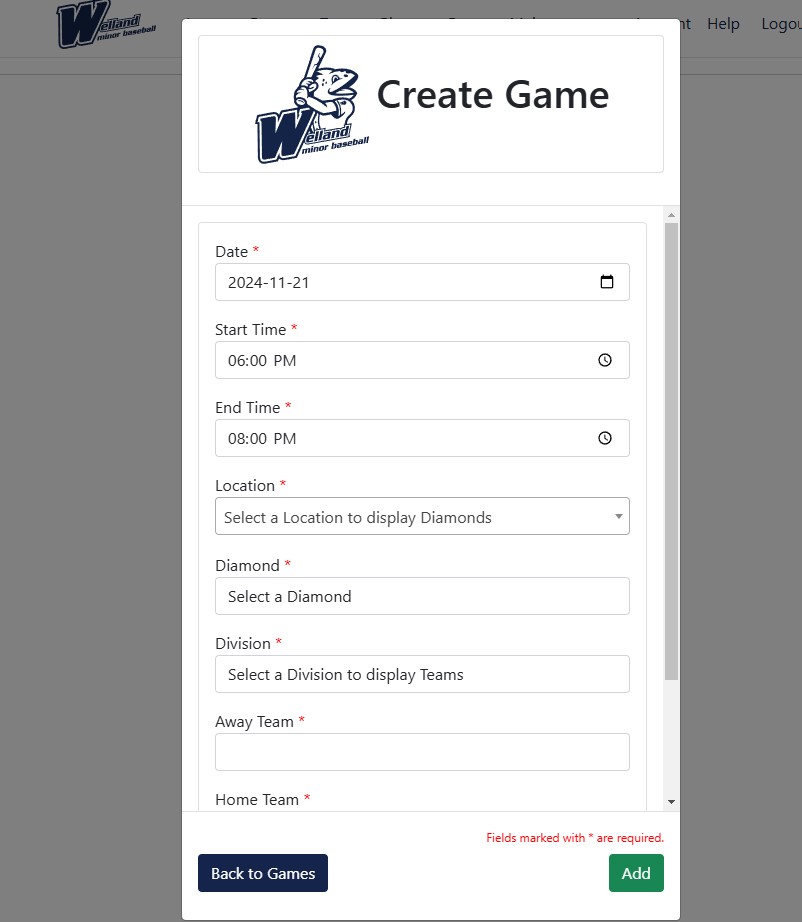 Welland
minor baseball
Help
Logou
Welland
minor baseball
Create Game
Date *
2024-11-21
Start Time *
06:00 PM
End Time *
08:00 PM
Location *
Select a Location to display Diamonds
Diamond *
Select a Diamond
Division *
Select a Division to display Teams
Away Team *
Home Team *
Fields marked with * are required.
Back to Games
Add